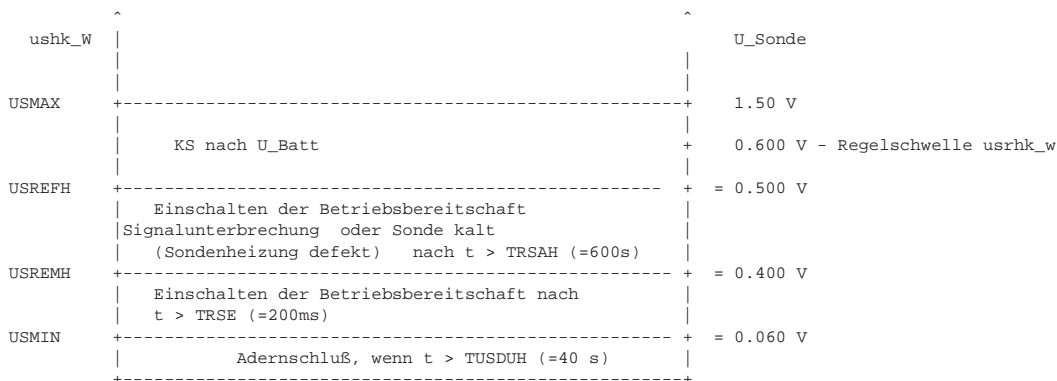 ^ ^
ushk_W | U_Sonde
| |
| |
USMAX +------------------------------------------------------+ 1.50 V
| |
| KS nach U_Batt + 0.600 V - Regelschwelle usrhk_w
| |
USREFH +---------------------------------------------------- + = 0.500 V
| Einschalten der Betriebsbereitschaft |
|Signalunterbrechung oder Sonde kalt |
| (Sondenheizung defekt) nach t > TRSAH (=600s) |
USREMH +----------------------------------------------------- + = 0.400 V
| Einschalten der Betriebsbereitschaft nach |
| t > TRSE (=200ms) |
USMIN +----------------------------------------------------- + = 0.060 V
| Adernschluß, wenn t > TUSDUH (=40 s) |
+------------------------------------------------------+